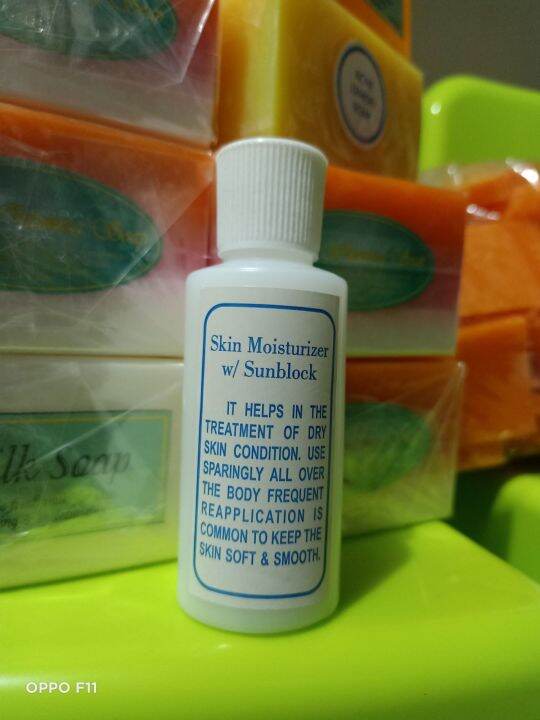 Skin Moisturizer
w/ Sunblock
IT HELPS IN THE
TREATMENT OF DRY
SKIN CONDITION. USE
SPARINGLY ALL OVER
THE BODY FREQUENT
REAPPLICATION IS
COMMON TO KEEP THE
SKIN SOFT & SMOOTH.
Soap
OPPO F11